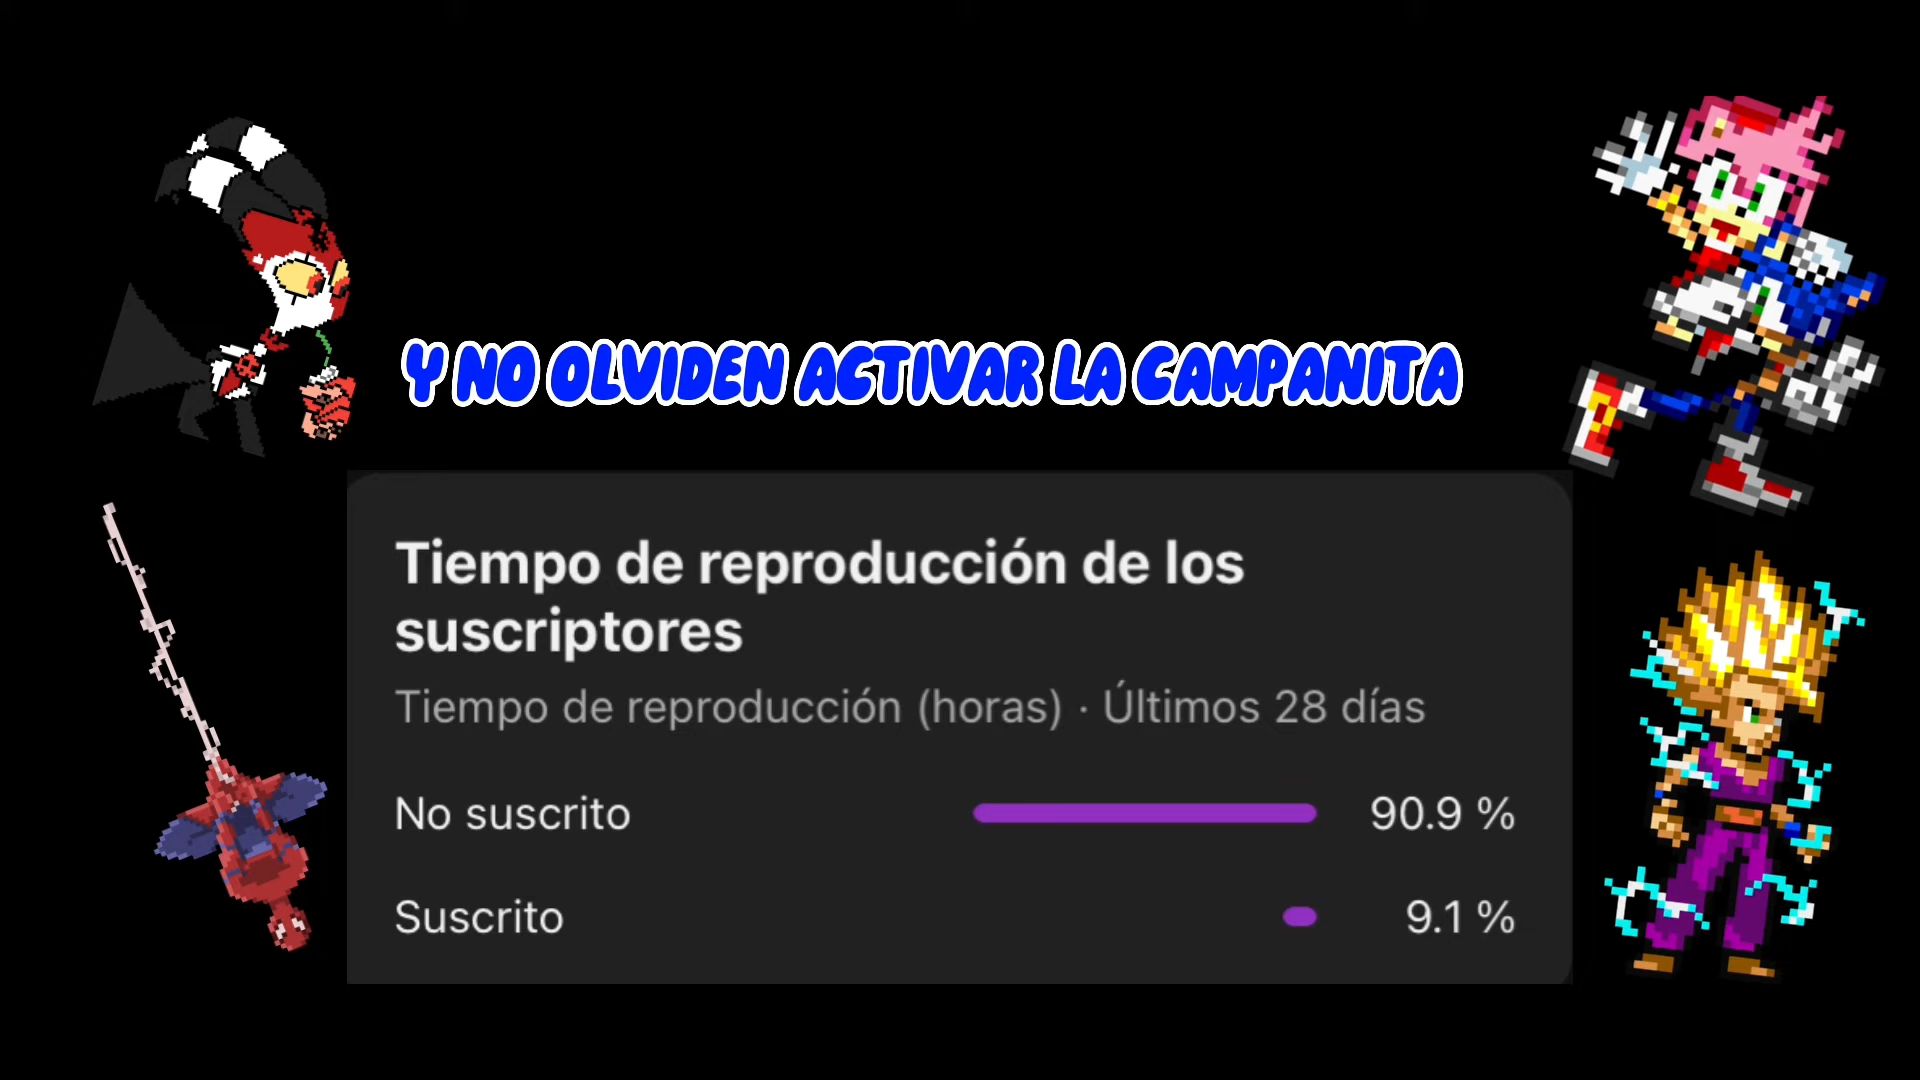 Y NO OLVIDEN ACTIVAR LA CAMPANITA
Tiempo de reproducción de los
suscriptores
Tiempo de reproducción (horas) · Últimos 28 días
No suscrito 90.9 %
Suscrito 9.1 %